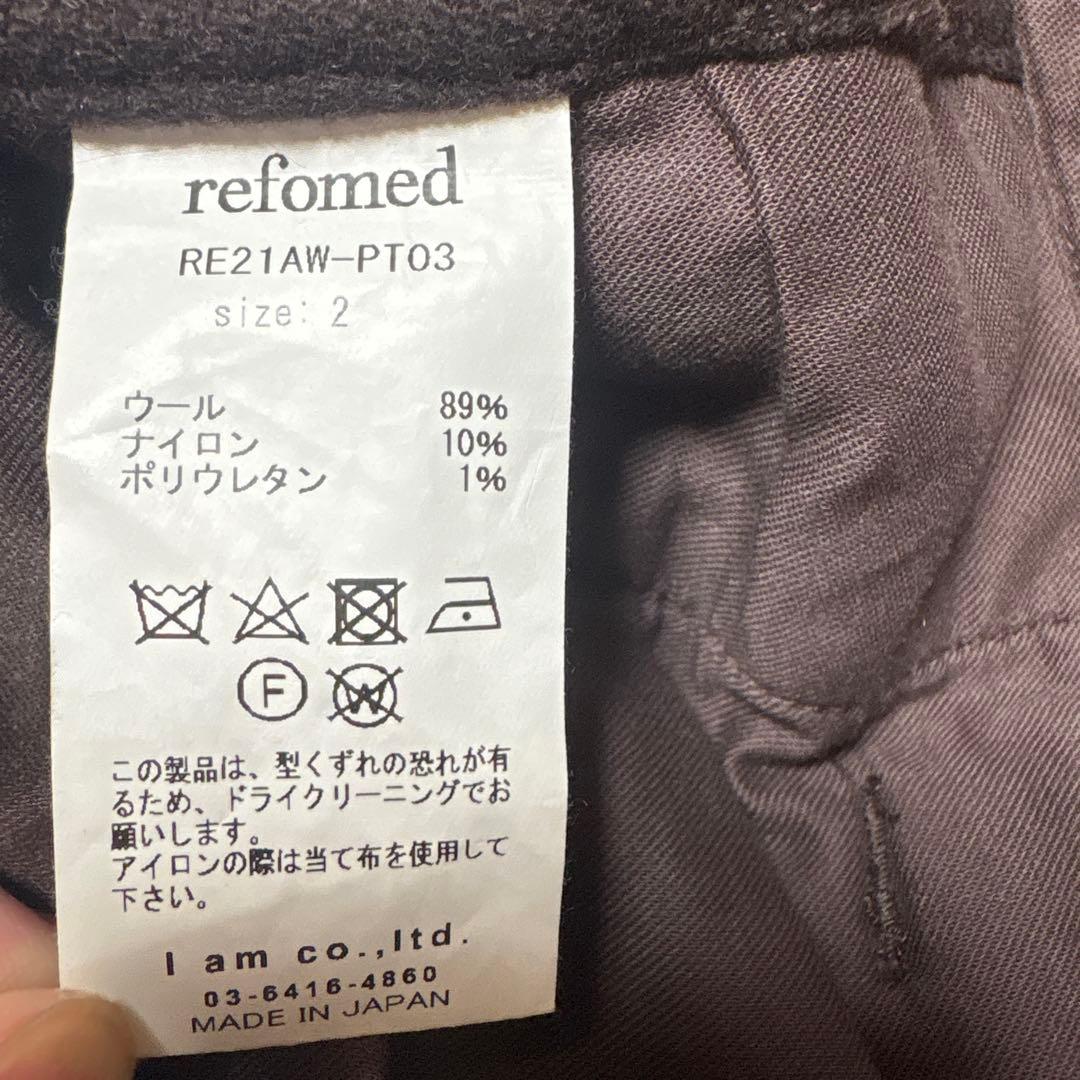 refomed
RE21AW-PT03
size: 2
ウール 89%
ナイロン 10%
ポリウレタン 1%
F W
この製品は、型くずれの恐れが有
るため、ドライクリーニングでお
願いします。
アイロンの際は当て布を使用して
下さい。
I am co.,ltd.
03-6416-4860
MADE IN JAPAN